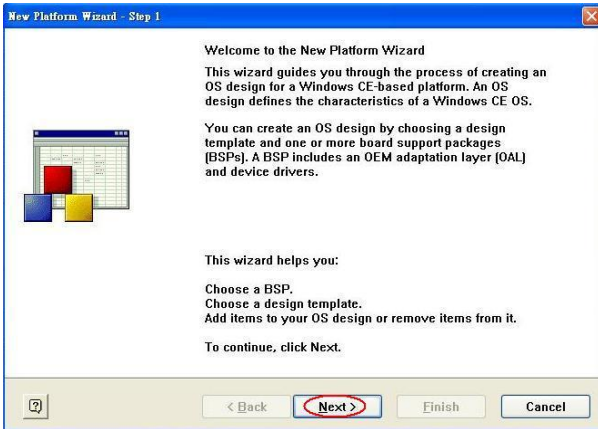 New Platform Wizard - Step 1
Welcome to the New Platform Wizard
This wizard guides you through the process of creating an
OS design for a Windows CE-based platform. An OS
design defines the characteristics of a Windows CE OS.
You can create an OS design by choosing a design
template and one or more board support packages
(BSPs). A BSP includes an OEM adaptation layer (OAL)
and device drivers.
This wizard helps you:
Choose a BSP.
Choose a design template.
Add items to your OS design or remove items from it.
To continue, click Next.
< Back Next > Finish Cancel